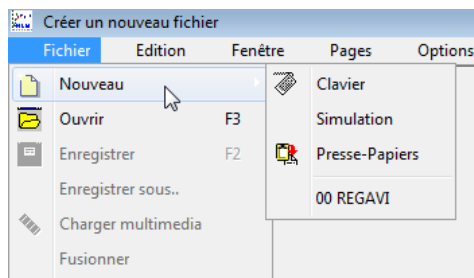 Créer un nouveau fichier
Fichier Edition Fenêtre Pages Options
Nouveau
Clavier
Ouvrir F3
Simulation
Enregistrer F2
Presse-Papiers
Enregistrer sous..
00 REGAVI
Charger multimedia
Fusionner